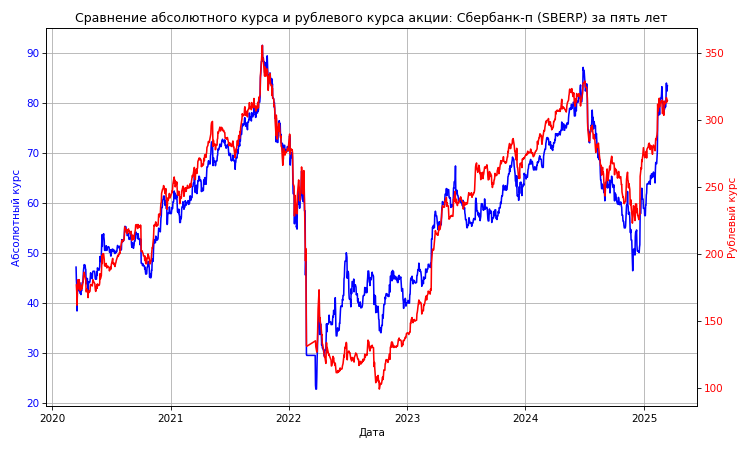 Сравнение абсолютного курса и рублевого курса акции: Сбербанк-п (SBERP) за пять лет
90
80
70
60
50
40
30
20
Абсолютный курс
350
300
250
200
150
100
Рублевый курс
2020 2021 2022 2023 2024 2025
Дата